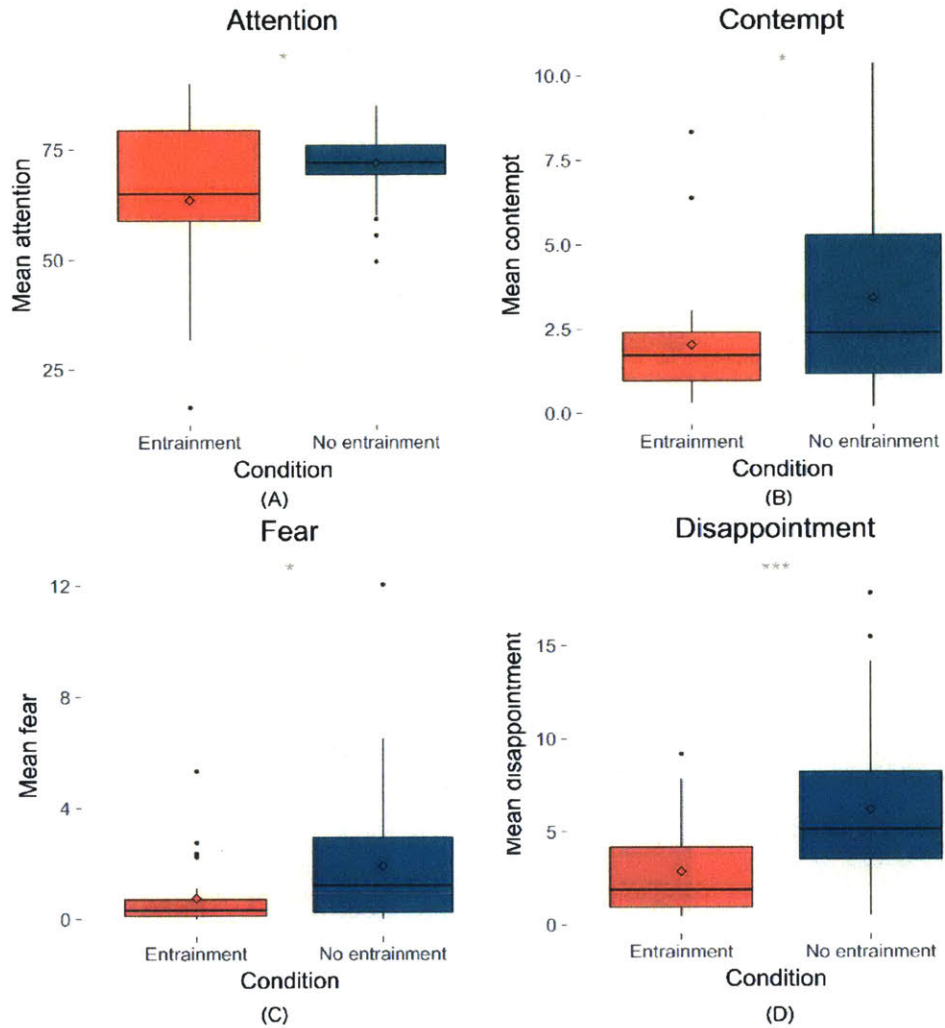 Attention
*
Mean attention
75
50
25
Entrainment
No entrainment
Condition
(A)
Contempt
*
Mean contempt
10.0
7.5
5.0
2.5
0.0
Entrainment
No entrainment
Condition
(B)
Fear
*
Mean fear
12
8
4
0
Entrainment
No entrainment
Condition
(C)
Disappointment
***
Mean disappointment
15
10
5
0
Entrainment
No entrainment
Condition
(D)